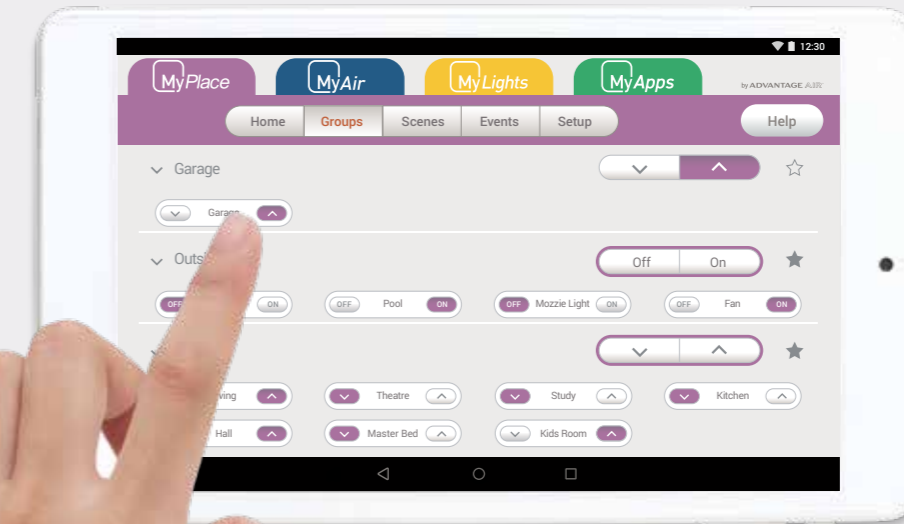 12:30
MyPlace MyAir MyLights MyApps by ADVANTAGE AIR
Home Groups Scenes Events Setup Help
Garage
Garage
Off On
OFF ON OFF Pool ON OFF Mozzie Light ON OFF Fan ON
Theatre Study Kitchen
Hall Master Bed Kids Room